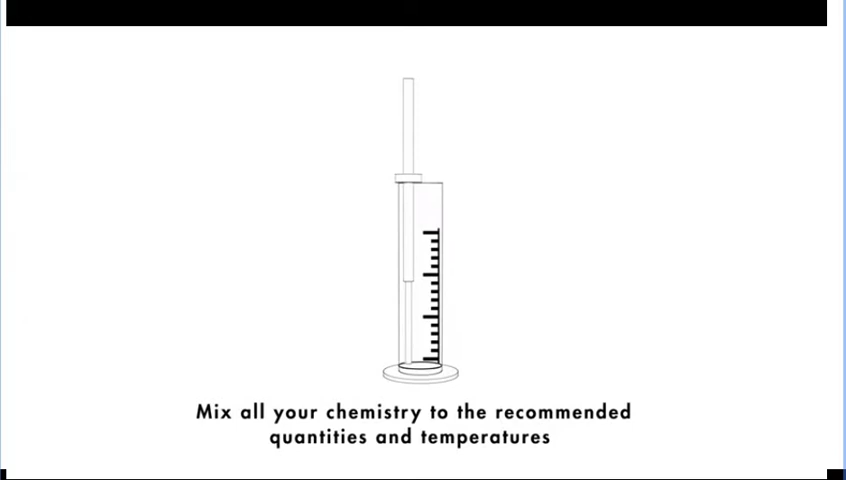 Mix all your chemistry to the recommended
quantities and temperatures